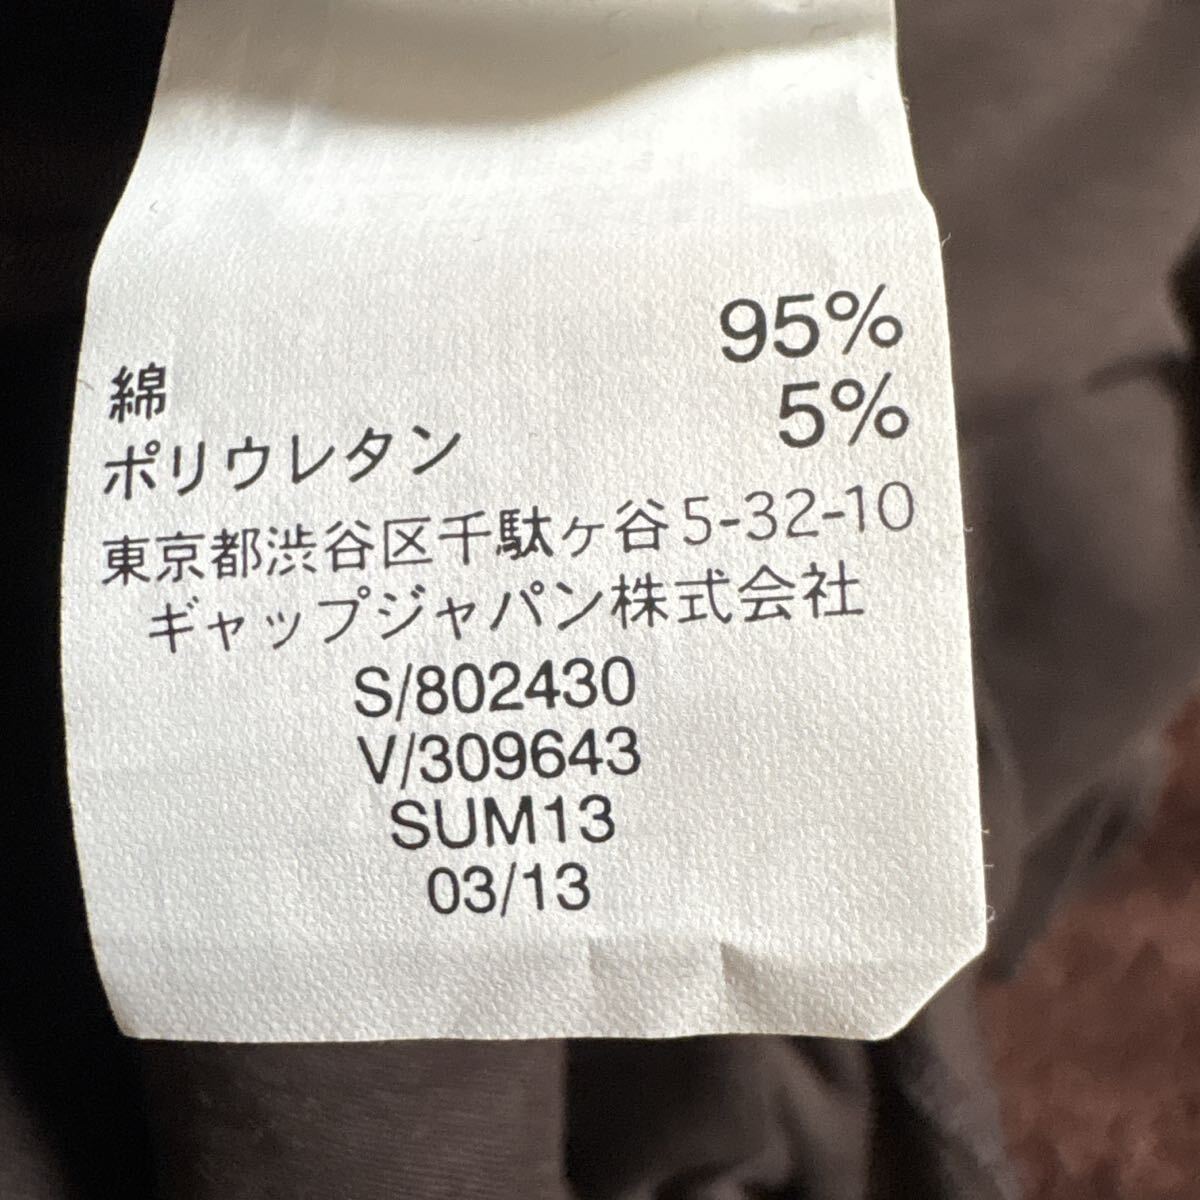 綿 95%
ポリウレタン 5%
東京都渋谷区千駄ヶ谷5-32-10
ギャップジャパン株式会社
S/802430
V/309643
SUM13
03/13